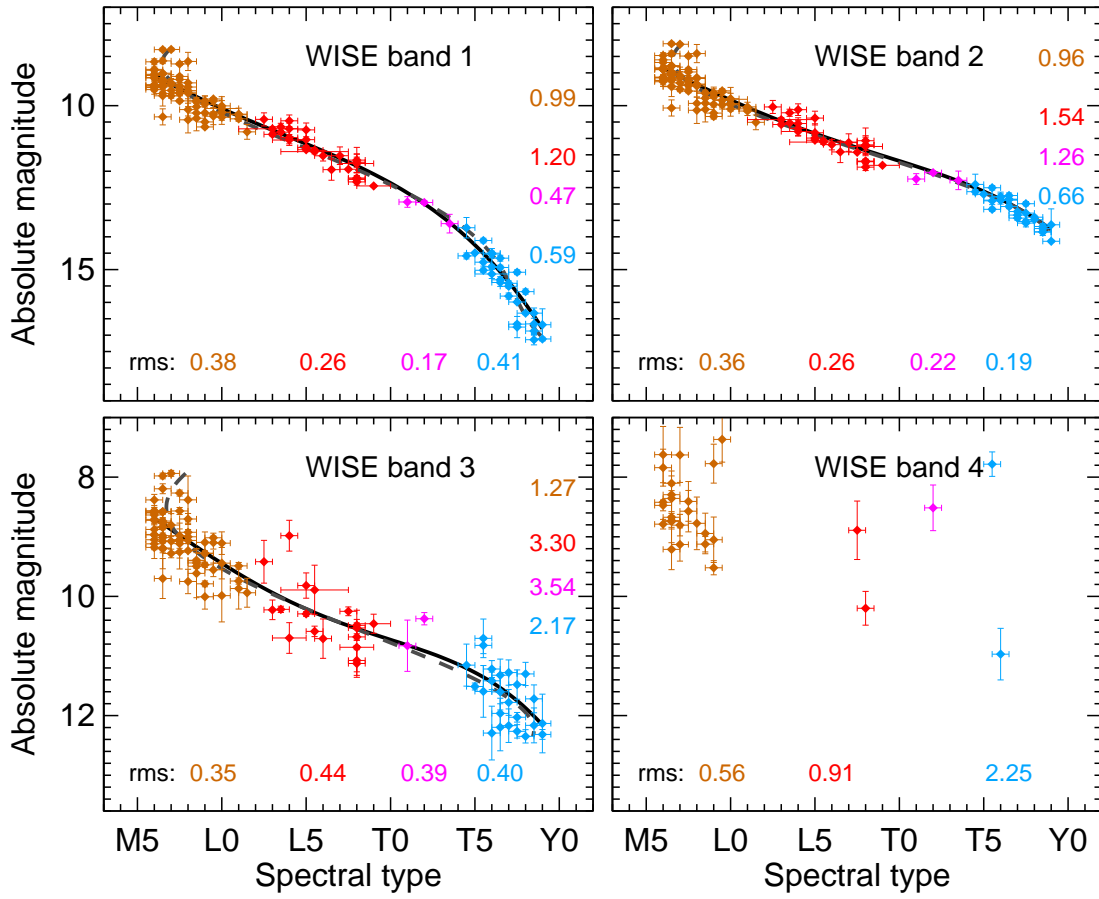 WISE band 1
0.99
1.20
0.47
0.59
rms: 0.38 0.26 0.17 0.41
10
15
Absolute magnitude
WISE band 2
0.96
1.54
1.26
0.66
rms: 0.36 0.26 0.22 0.19
WISE band 3
1.27
3.30
3.54
2.17
rms: 0.35 0.44 0.39 0.40
8
10
12
Absolute magnitude
M5 L0 L5 T0 T5 Y0
Spectral type
WISE band 4
rms: 0.56 0.91 2.25
M5 L0 L5 T0 T5 Y0
Spectral type